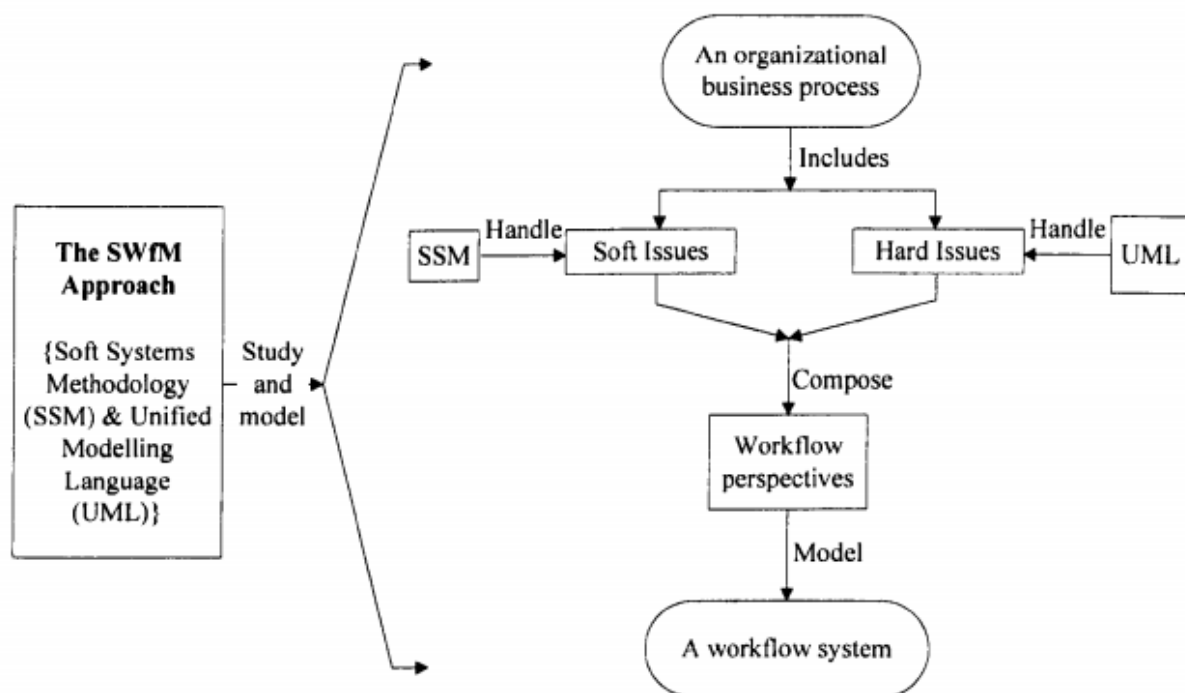 The SWfM
Approach
{Soft Systems
Methodology
(SSM) & Unified
Modelling
Language
(UML)}
Study
and
model
An organizational
business process
Includes
SSM
Handle
Soft Issues
Hard Issues
Handle
UML
Compose
Workflow
perspectives
Model
A workflow system